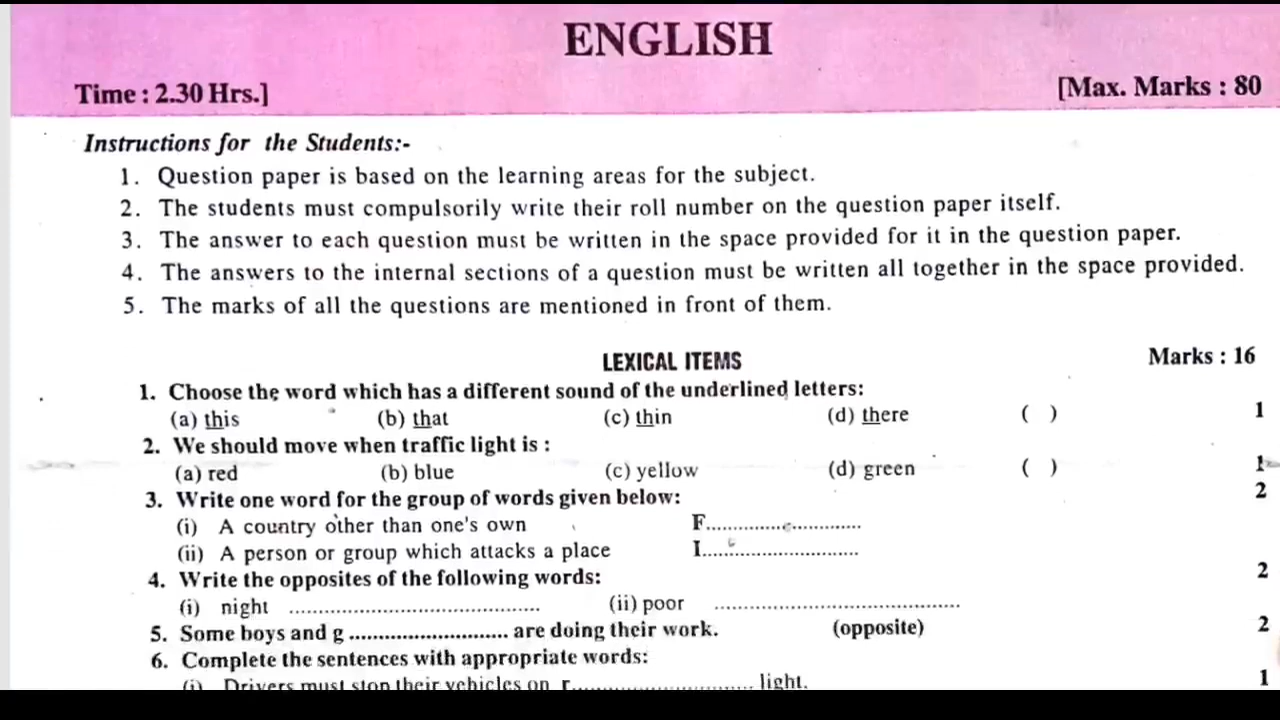 ENGLISH
Time : 2.30 Hrs.] [Max. Marks : 80
Instructions for the Students:-
1. Question paper is based on the learning areas for the subject.
2. The students must compulsorily write their roll number on the question paper itself.
3. The answer to each question must be written in the space provided for it in the question paper.
4. The answers to the internal sections of a question must be written all together in the space provided.
5. The marks of all the questions are mentioned in front of them.
LEXICAL ITEMS Marks : 16
1. Choose the word which has a different sound of the underlined letters:
(a) this (b) that (c) thin (d) there ( ) 1
2. We should move when traffic light is :
(a) red (b) blue (c) yellow (d) green ( ) 1
3. Write one word for the group of words given below: 2
(i) A country other than one's own F............................
(ii) A person or group which attacks a place I............................
4. Write the opposites of the following words: 2
(i) night ........................................ (ii) poor ........................................
5. Some boys and g .......................... are doing their work. (opposite) 2
6. Complete the sentences with appropriate words:
(i) Drivers must stop their vehicles on r.............................. light. 1